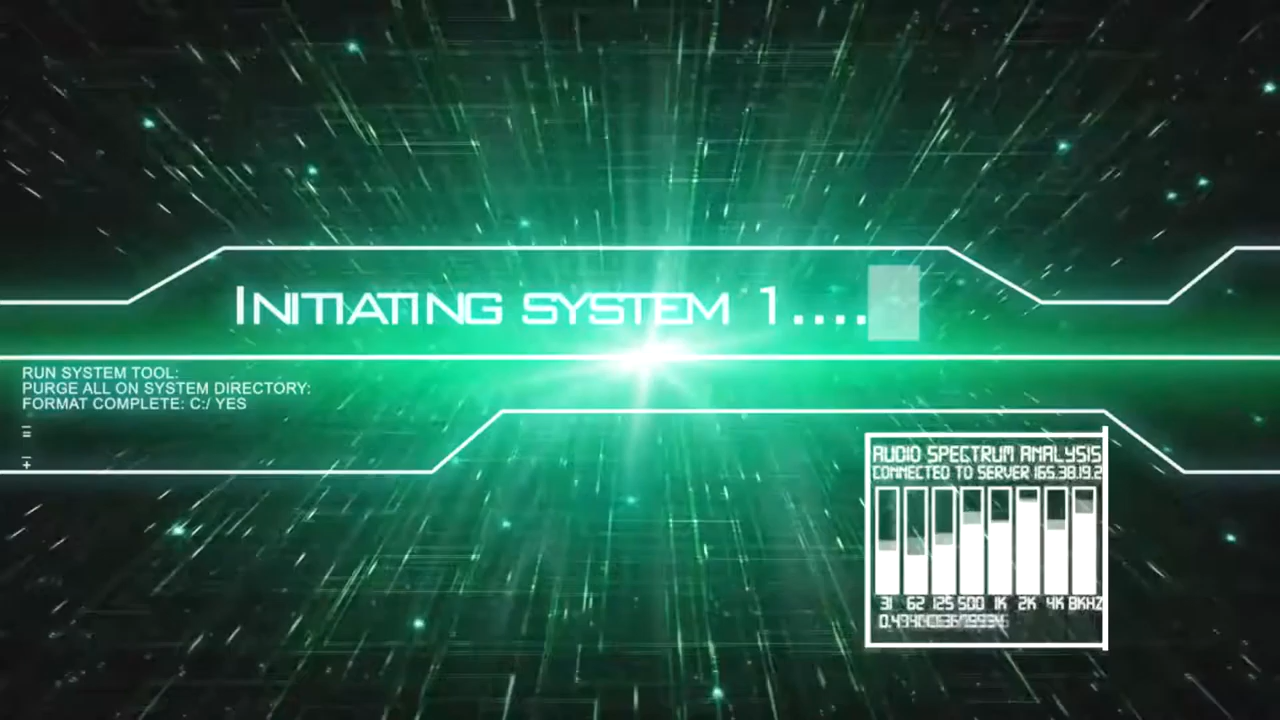 INITIATING SYSTEM 1....
RUN SYSTEM TOOL:
PURGE ALL ON SYSTEM DIRECTORY:
FORMAT COMPLETE: C:/ YES
AUDIO SPECTRUM ANALYSIS
CONNECTED TO SERVER 165.38.19.2
31 62 125 500 1K 2K 4K 8KHZ